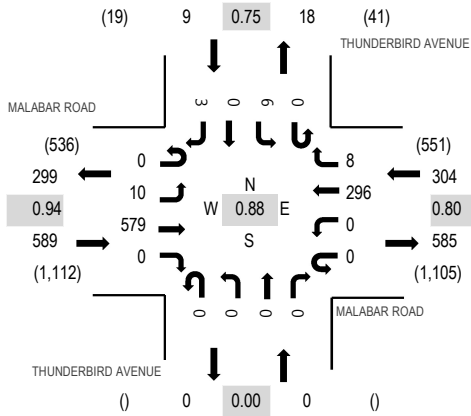 (19) 9 0.75 18 (41)
THUNDERBIRD AVENUE
MALABAR ROAD
3 0 6 0
(536) (551)
0 8
299 304
10 296
N
0.94 W 0.88 E 0.80
579 0
589 585
S
0 0
(1,112) (1,105)
0 0 0 0
MALABAR ROAD
THUNDERBIRD AVENUE
() 0 0.00 0 ()